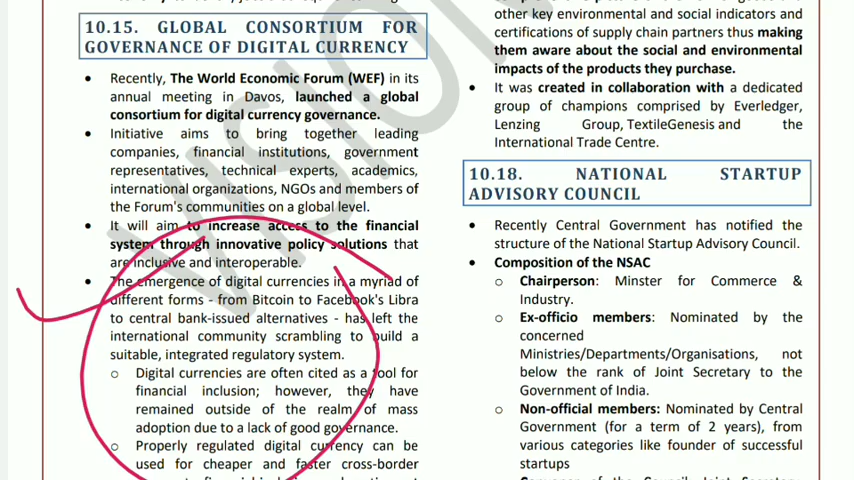 10.15. GLOBAL CONSORTIUM FOR
GOVERNANCE OF DIGITAL CURRENCY
• Recently, The World Economic Forum (WEF) in its
annual meeting in Davos, launched a global
consortium for digital currency governance.
• Initiative aims to bring together leading
companies, financial institutions, government
representatives, technical experts, academics,
international organizations, NGOs and members of
the Forum's communities on a global level.
• It will aim to increase access to the financial
system through innovative policy solutions that
are inclusive and interoperable.
• The emergence of digital currencies in a myriad of
different forms - from Bitcoin to Facebook's Libra
to central bank-issued alternatives - has left the
international community scrambling to build a
suitable, integrated regulatory system.
o Digital currencies are often cited as a tool for
financial inclusion; however, they have
remained outside of the realm of mass
adoption due to a lack of good governance.
o Properly regulated digital currency can be
used for cheaper and faster cross-border
other key environmental and social indicators and
certifications of supply chain partners thus making
them aware about the social and environmental
impacts of the products they purchase.
• It was created in collaboration with a dedicated
group of champions comprised by Everledger,
Lenzing Group, TextileGenesis and the
International Trade Centre.
10.18. NATIONAL STARTUP
ADVISORY COUNCIL
• Recently Central Government has notified the
structure of the National Startup Advisory Council.
• Composition of the NSAC
o Chairperson: Minster for Commerce &
Industry.
o Ex-officio members: Nominated by the
concerned
Ministries/Departments/Organisations, not
below the rank of Joint Secretary to the
Government of India.
o Non-official members: Nominated by Central
Government (for a term of 2 years), from
various categories like founder of successful
startups
VISION